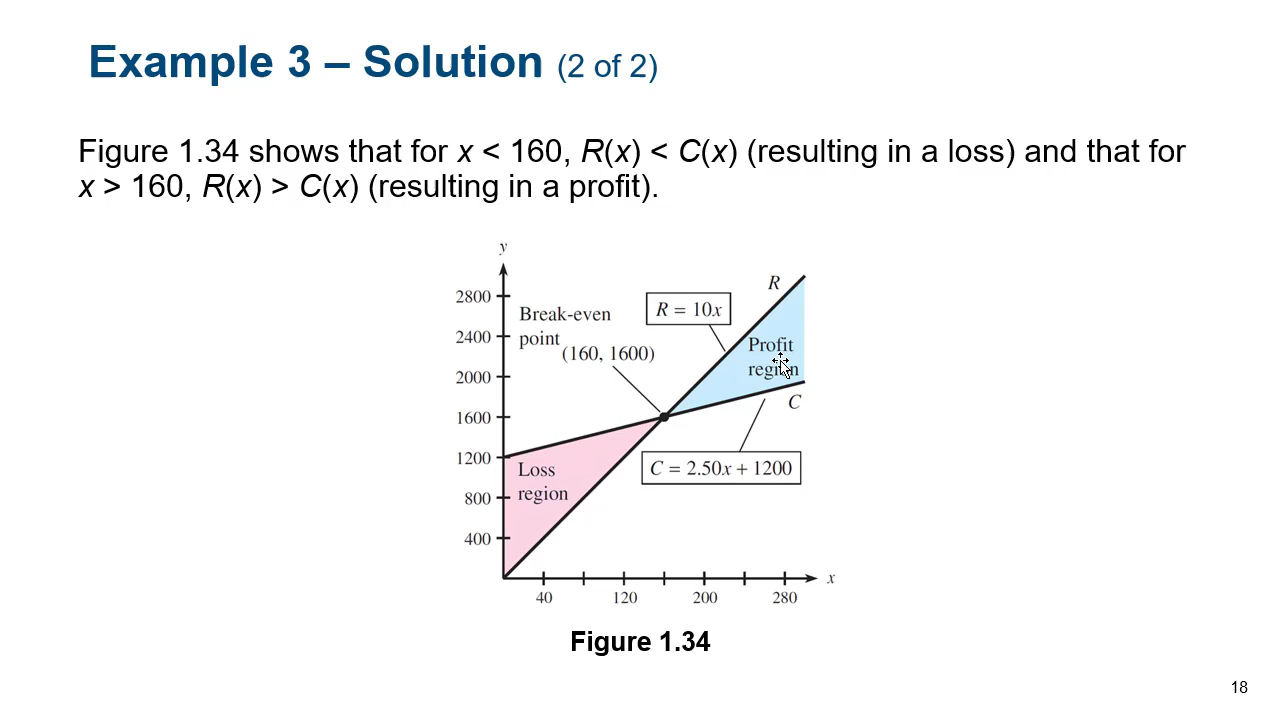 Example 3 – Solution (2 of 2)
Figure 1.34 shows that for x < 160, R(x) < C(x) (resulting in a loss) and that for
x > 160, R(x) > C(x) (resulting in a profit).
y
2800
2400
2000
1600
1200
800
400
Break-even
point
(160, 1600)
R = 10x
R
Profit
region
C
C = 2.50x + 1200
Loss
region
40
120
200
280
x
Figure 1.34
18